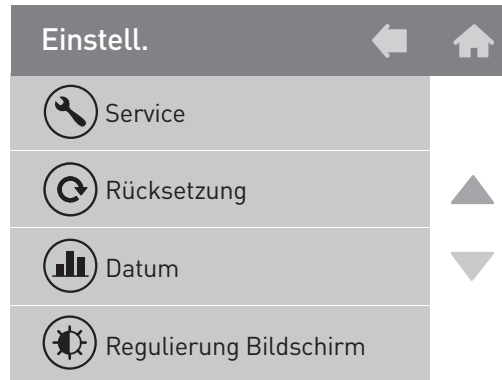 Einstell.
Service
Rücksetzung
Datum
Regulierung Bildschirm